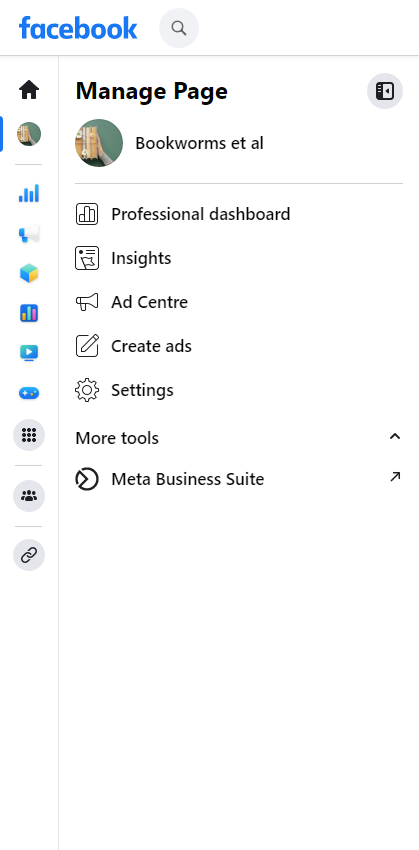 facebook
Manage Page
Bookworms et al
Professional dashboard
Insights
Ad Centre
Create ads
Settings
More tools
Meta Business Suite